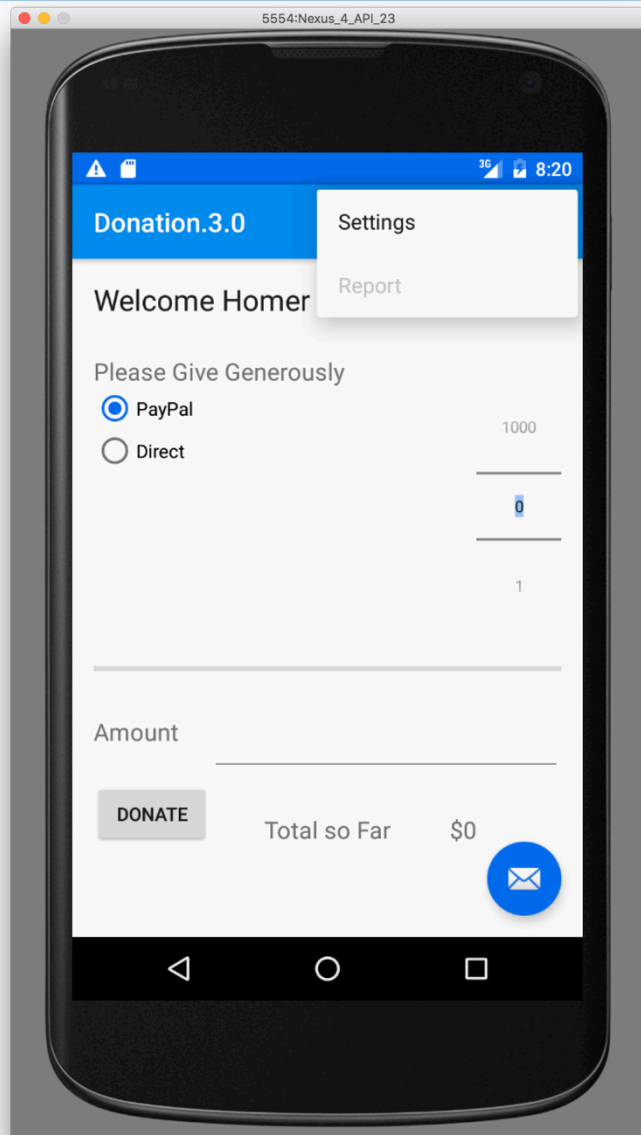 5554:Nexus_4_API_23
3G 8:20
Donation.3.0
Settings
Report
Welcome Homer
Please Give Generously
PayPal
Direct
1000
0
1
Amount
DONATE
Total so Far $0